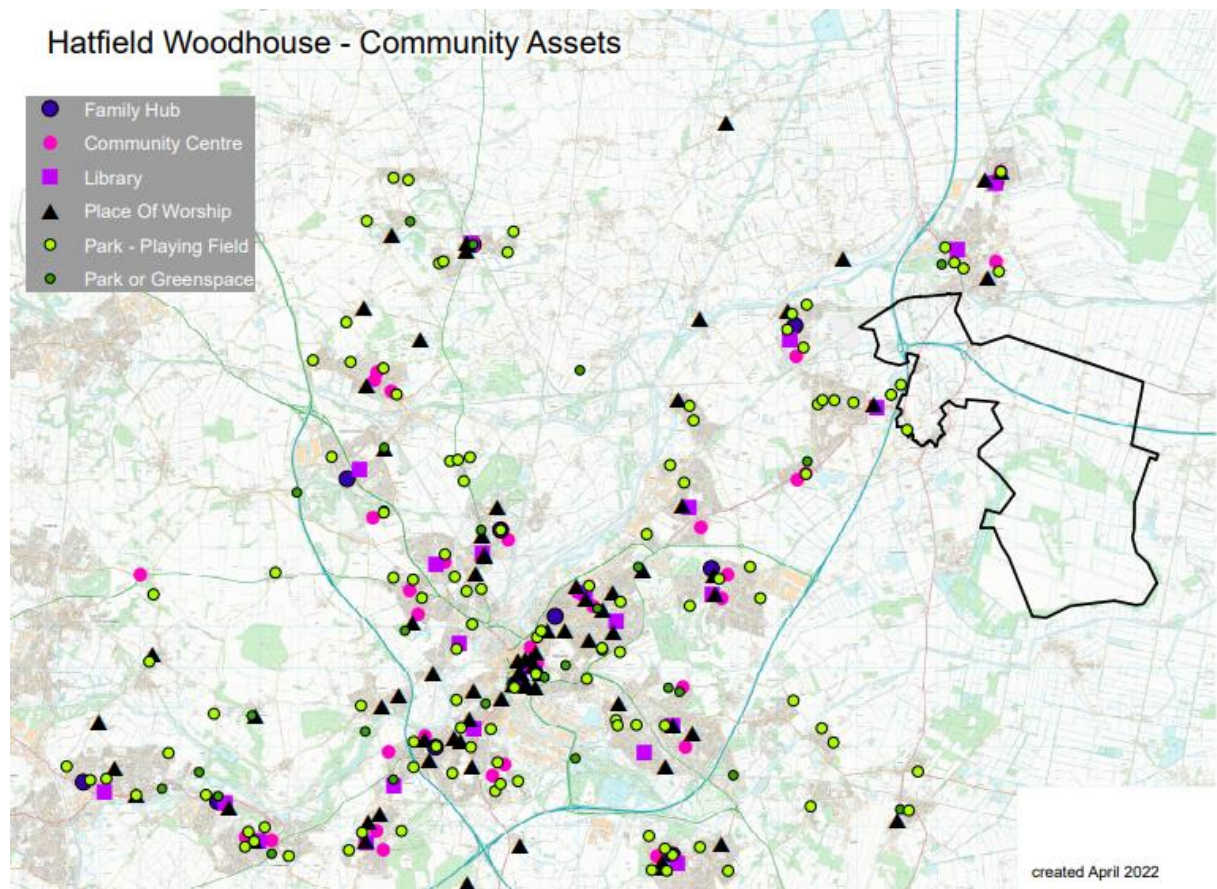 Hatfield Woodhouse - Community Assets
Family Hub
Community Centre
Library
Place Of Worship
Park - Playing Field
Park or Greenspace
created April 2022